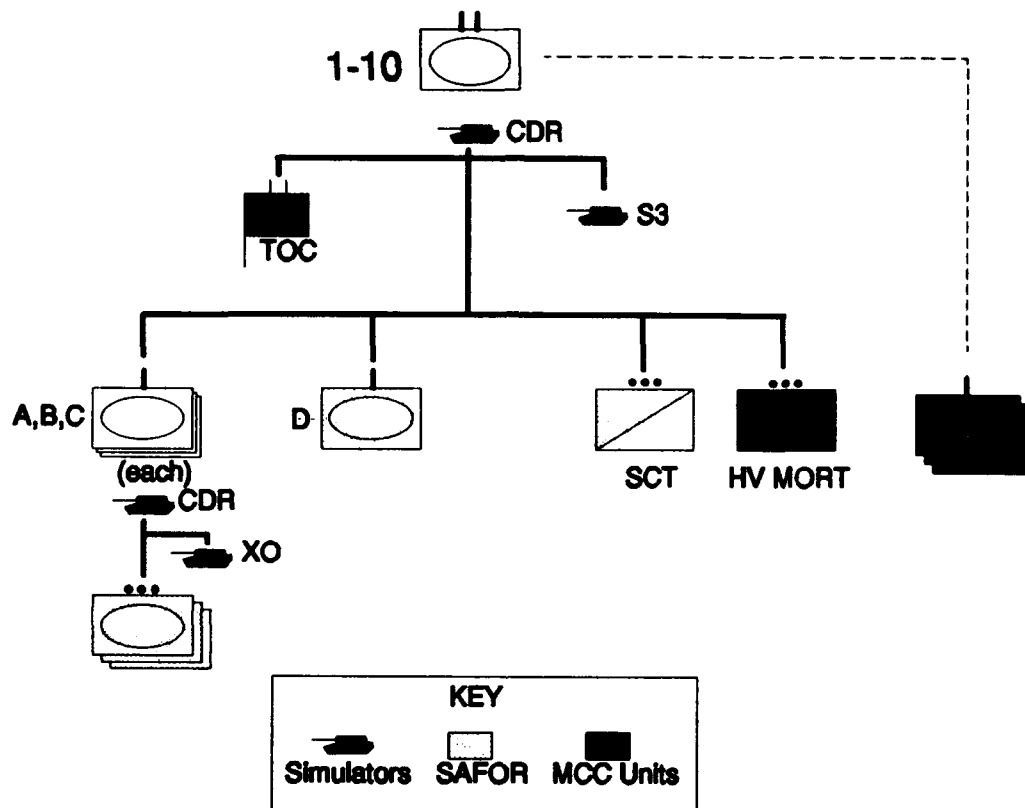 1-10
CDR
TOC
S3
A,B,C
(each)
D
SCT
HV MORT
CDR
XO
KEY
Simulators
SAFOR
MCC Units